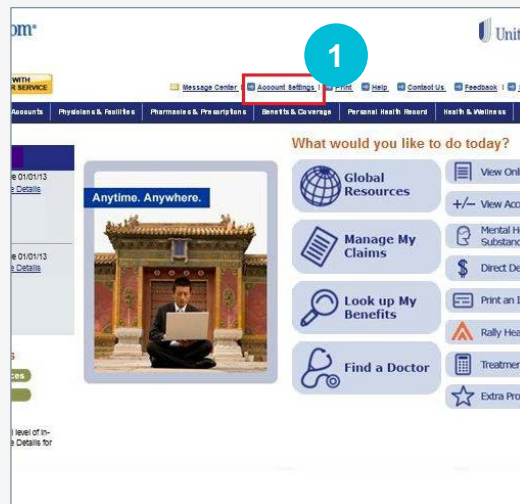 om®
Unit
1
WITH
R SERVICE
Message Center | Account Settings | Print Help Contact Us Feedback |
Accounts Physicians & Facilities Pharmacies & Prescriptions Benefits & Coverage Personal Health Record Health & Wellness
What would you like to do today?
e 01/01/13
e Details
Anytime. Anywhere.
Global
Resources
View Onl
+/- View Acc
Manage My
Claims
Mental H
Substanc
e 01/01/13
e Details
Direct De
Look up My
Benefits
Print an I
Rally Hea
Find a Doctor
Treatmen
Extra Pro
s
ces
l level of in-
e Details for